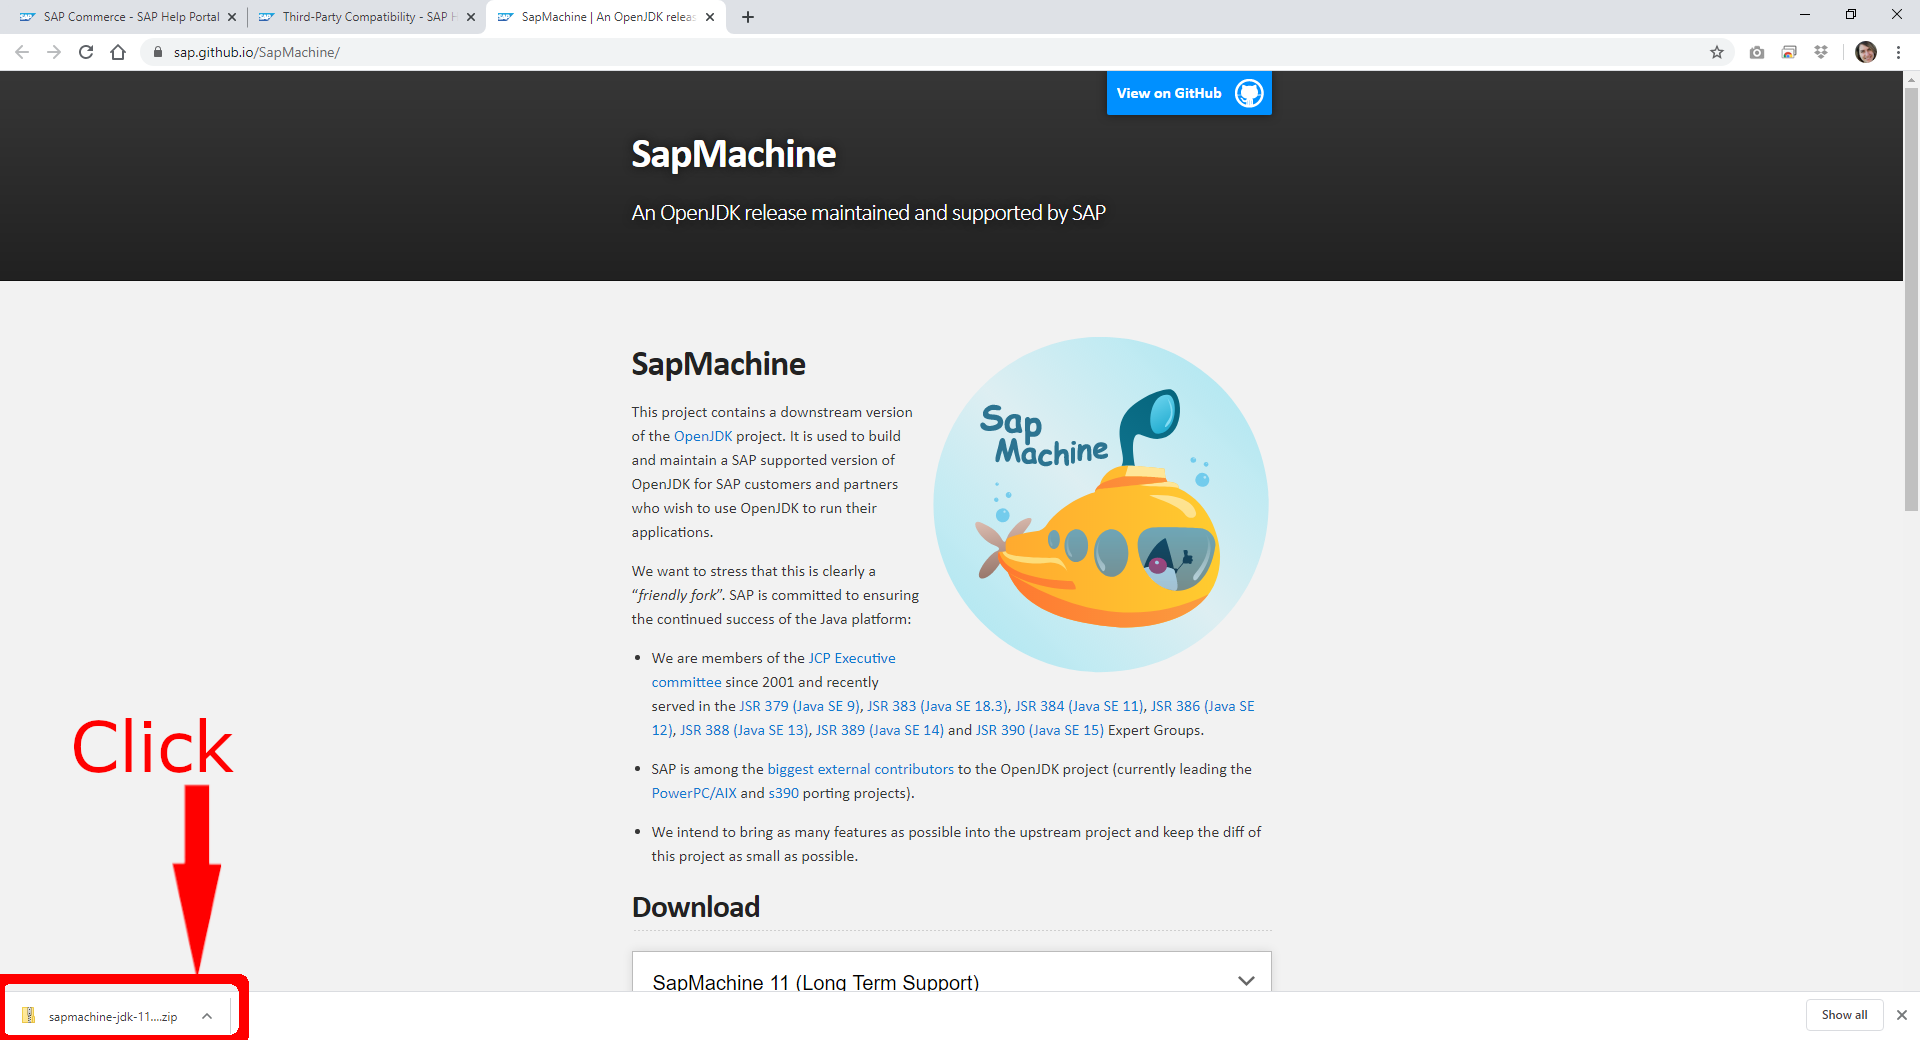 SAP Commerce - SAP Help Portal
Third-Party Compatibility - SAP H
SapMachine | An OpenJDK releas
sap.github.io/SapMachine/
View on GitHub
SapMachine
An OpenJDK release maintained and supported by SAP
SapMachine
This project contains a downstream version
of the OpenJDK project. It is used to build
and maintain a SAP supported version of
OpenJDK for SAP customers and partners
who wish to use OpenJDK to run their
applications.
Sap
Machine
We want to stress that this is clearly a
“friendly fork”. SAP is committed to ensuring
the continued success of the Java platform:
• We are members of the JCP Executive
committee since 2001 and recently
served in the JSR 379 (Java SE 9), JSR 383 (Java SE 18.3), JSR 384 (Java SE 11), JSR 386 (Java SE
12), JSR 388 (Java SE 13), JSR 389 (Java SE 14) and JSR 390 (Java SE 15) Expert Groups.
• SAP is among the biggest external contributors to the OpenJDK project (currently leading the
PowerPC/AIX and s390 porting projects).
• We intend to bring as many features as possible into the upstream project and keep the diff of
this project as small as possible.
Download
SapMachine 11 (Long Term Support)
Click
sapmachine-jdk-11....zip
Show all